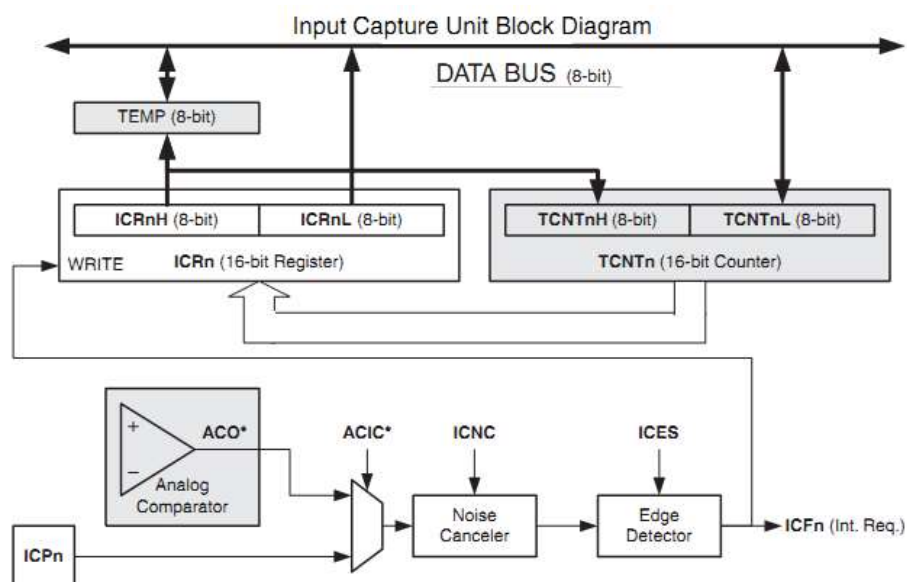 Input Capture Unit Block Diagram
DATA BUS (8-bit)
TEMP (8-bit)
ICRnH (8-bit) ICRnL (8-bit)
WRITE ICRn (16-bit Register)
TCNTnH (8-bit) TCNTnL (8-bit)
TCNTn (16-bit Counter)
+
−
ACO*
Analog
Comparator
ACIC*
ICNC
ICES
Noise
Canceler
Edge
Detector
ICFn (Int. Req.)
ICPn